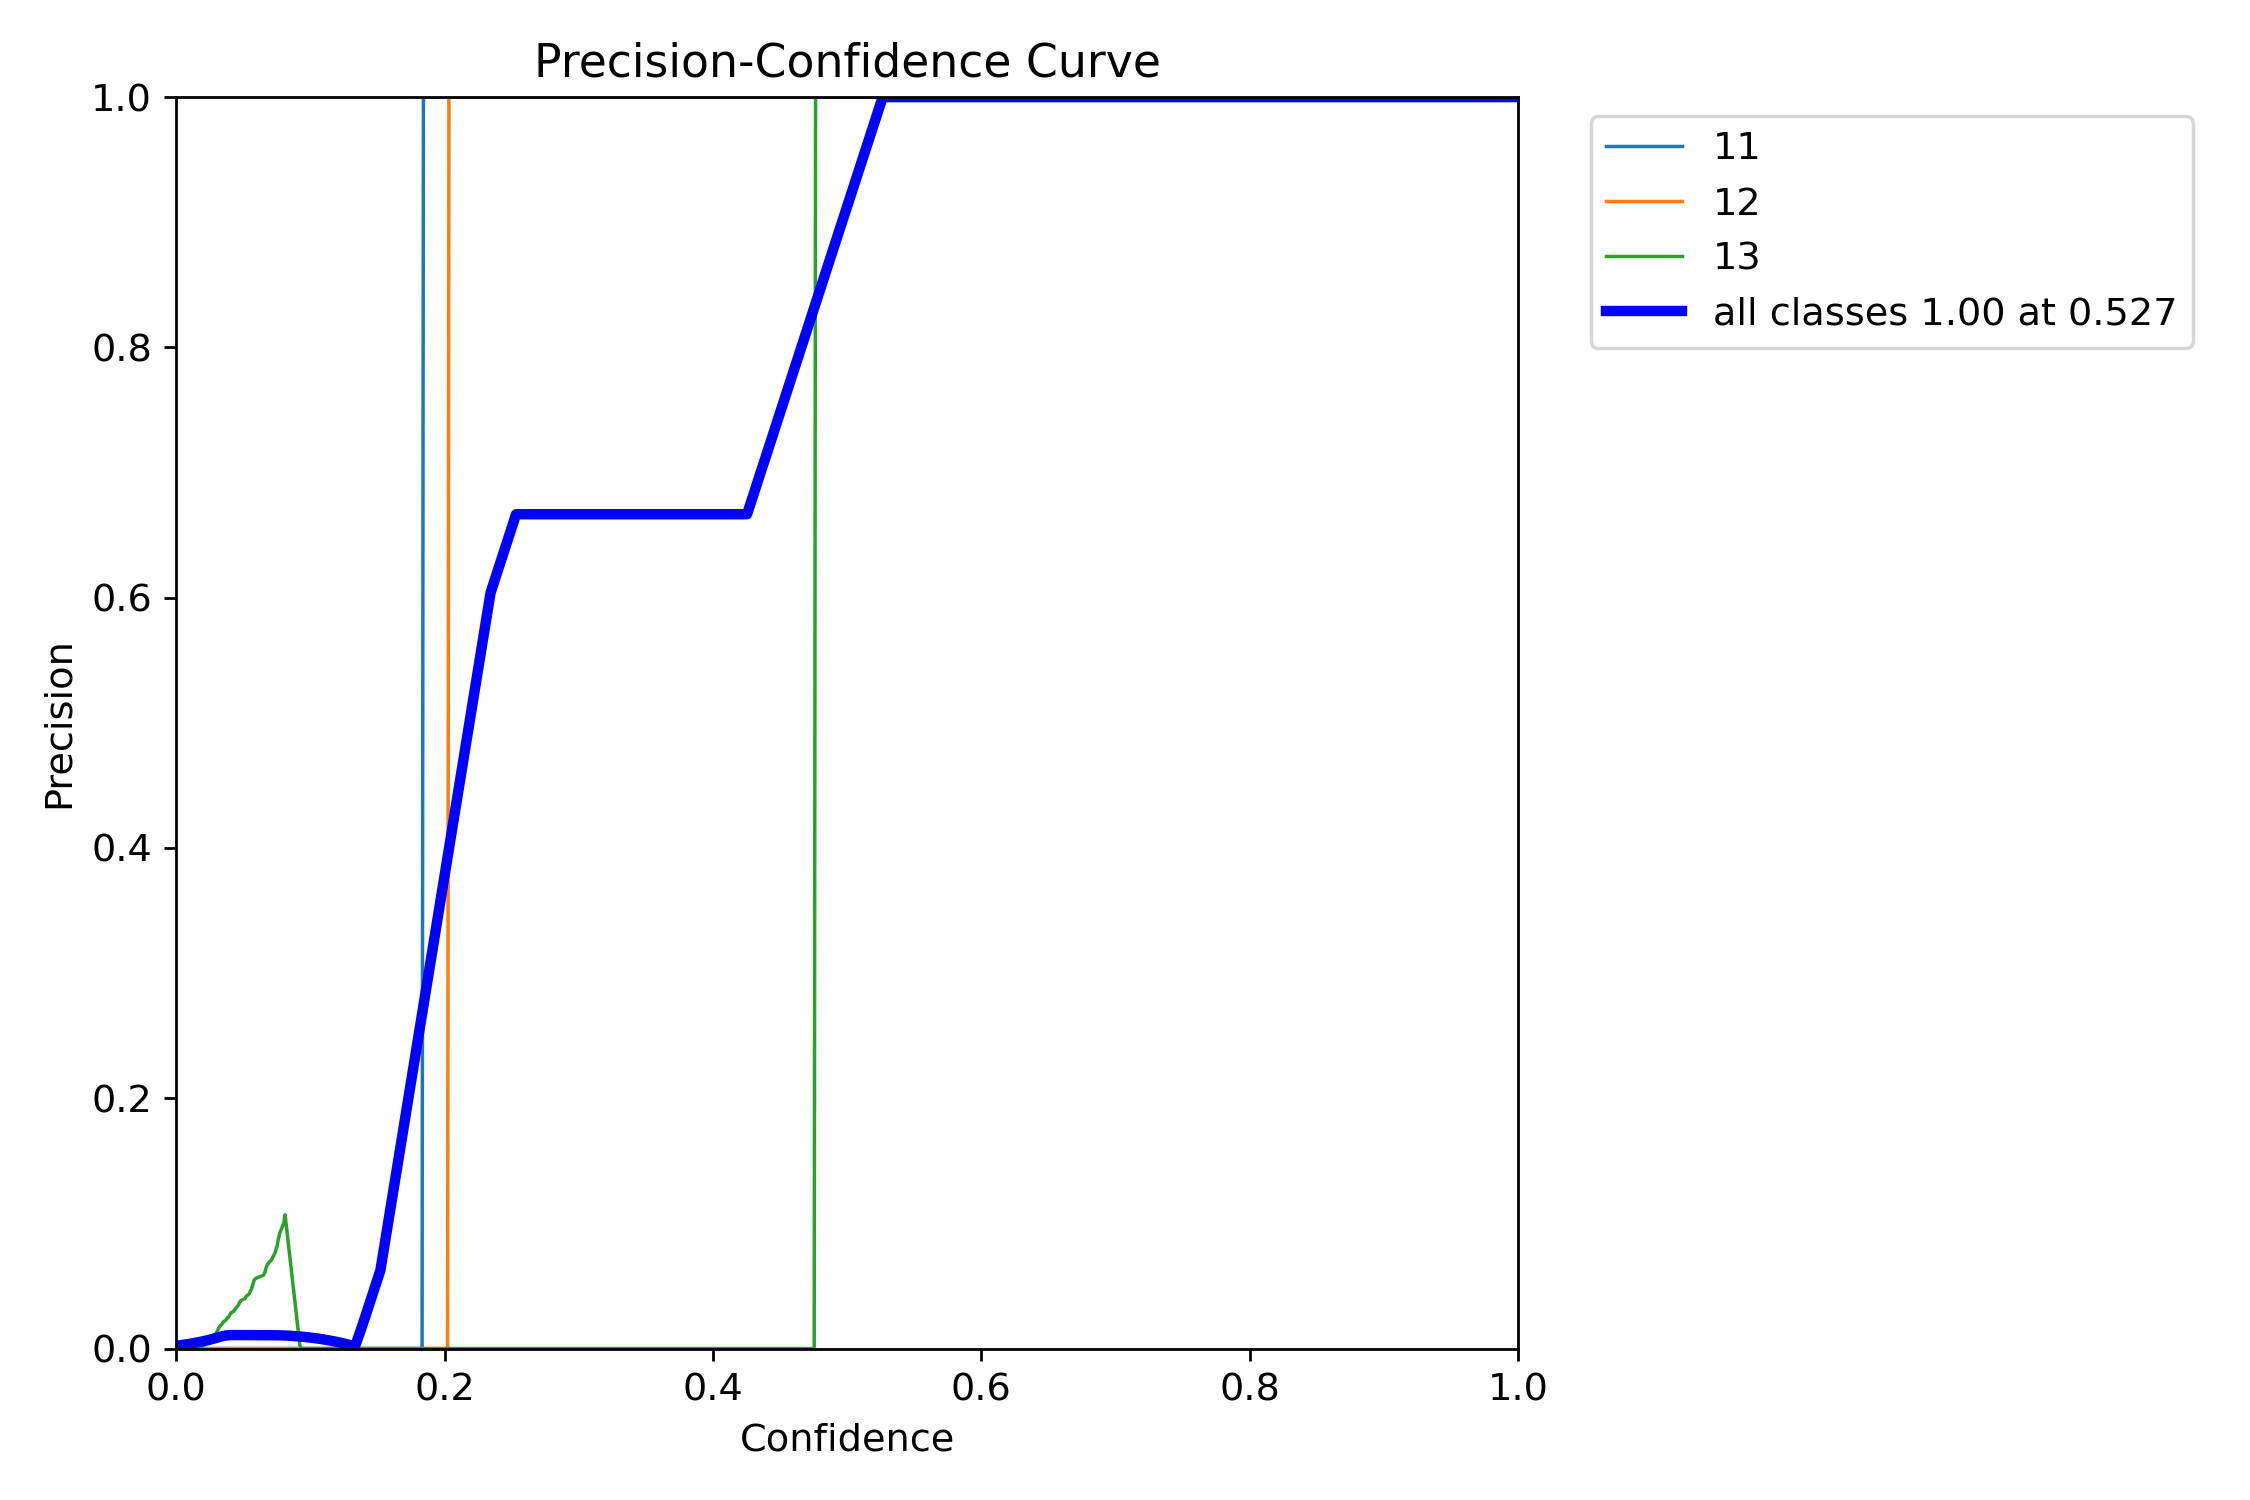 Precision-Confidence Curve
1.0
0.8
0.6
0.4
0.2
0.0
Precision
0.0 0.2 0.4 0.6 0.8 1.0
Confidence
11
12
13
all classes 1.00 at 0.527